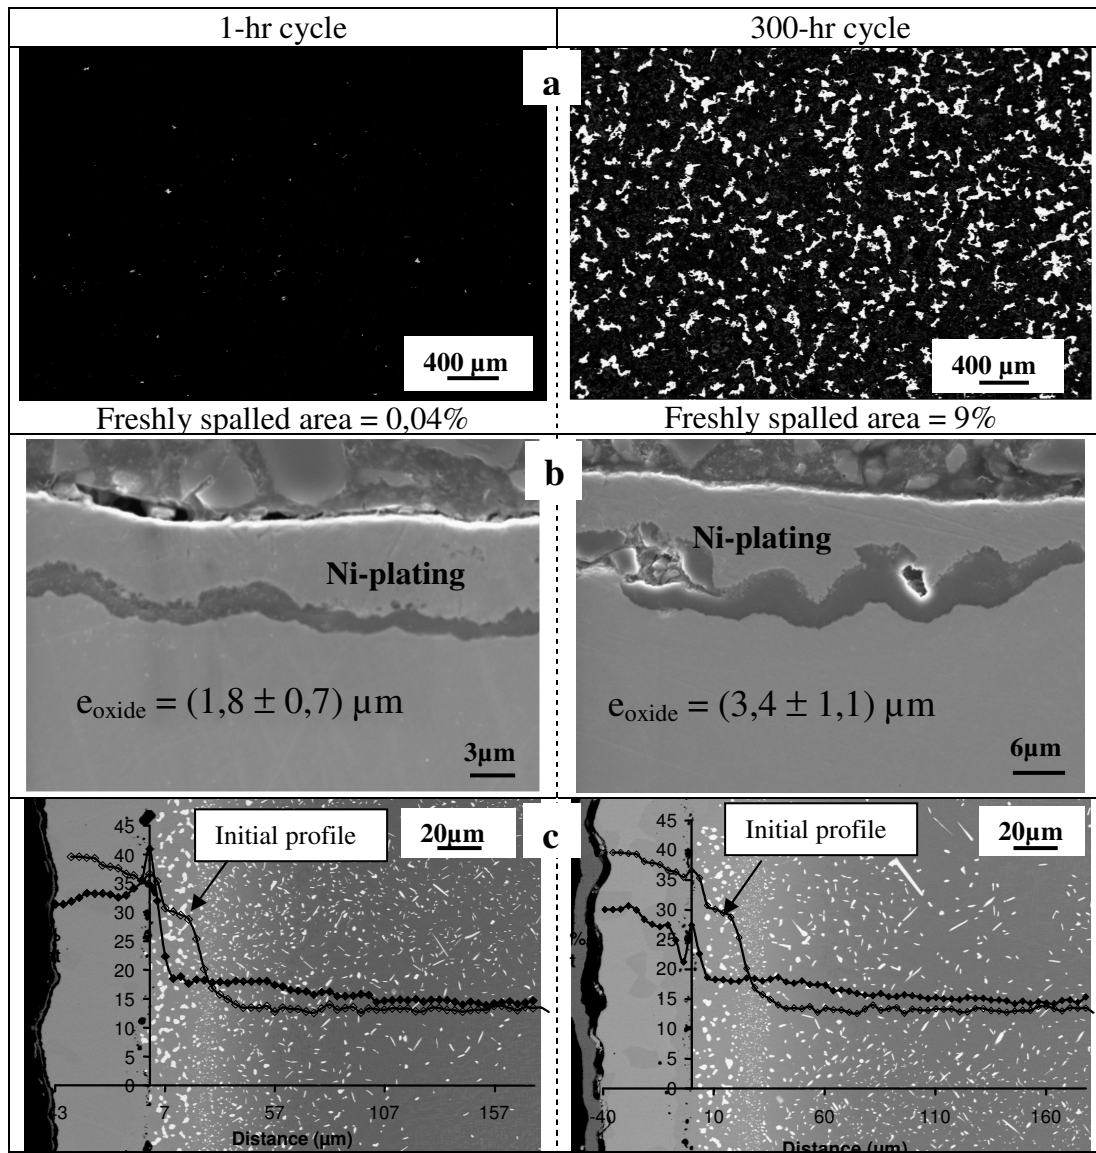 1-hr cycle
300-hr cycle
a
400 µm
400 µm
Freshly spalled area = 0,04%
Freshly spalled area = 9%
b
Ni-plating
Ni-plating
e_oxide = (1,8 ± 0,7) µm
e_oxide = (3,4 ± 1,1) µm
3µm
6µm
c
45
40
35
30
25
20
15
10
5
0
Initial profile
20µm
7
57
107
157
Distance (µm)
45
40
35
30
25
20
15
10
5
0
Initial profile
20µm
-40
10
60
110
160
Distance (µm)